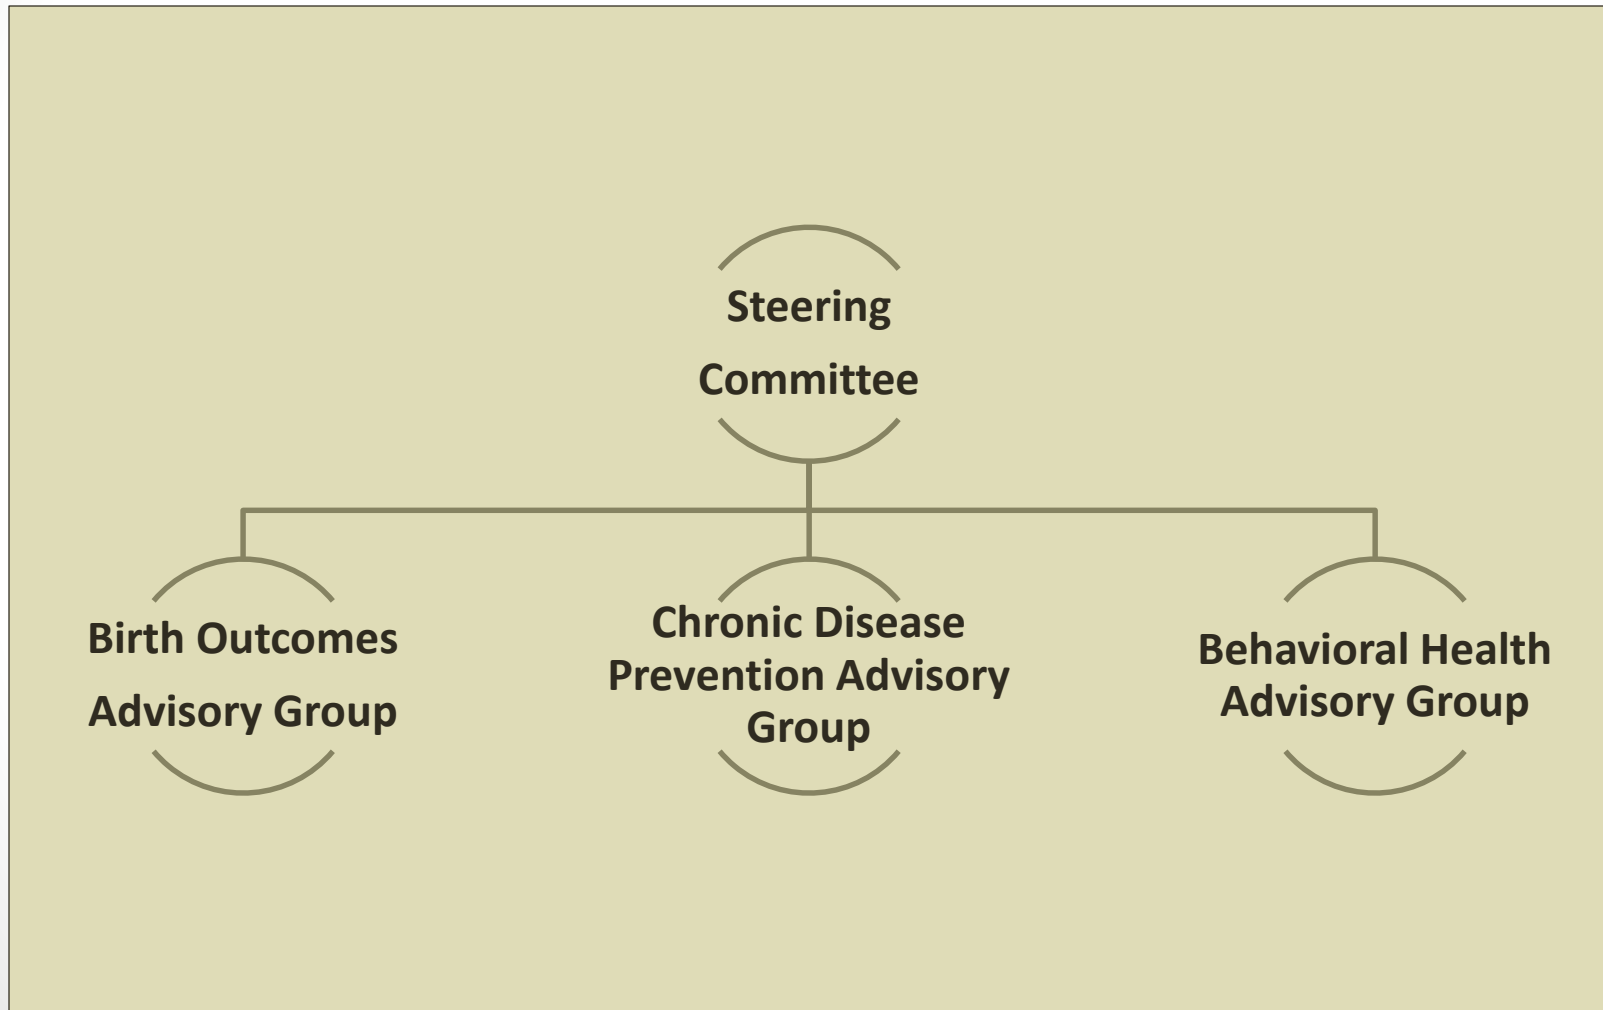 Steering
Committee
Birth Outcomes
Advisory Group
Chronic Disease
Prevention Advisory
Group
Behavioral Health
Advisory Group